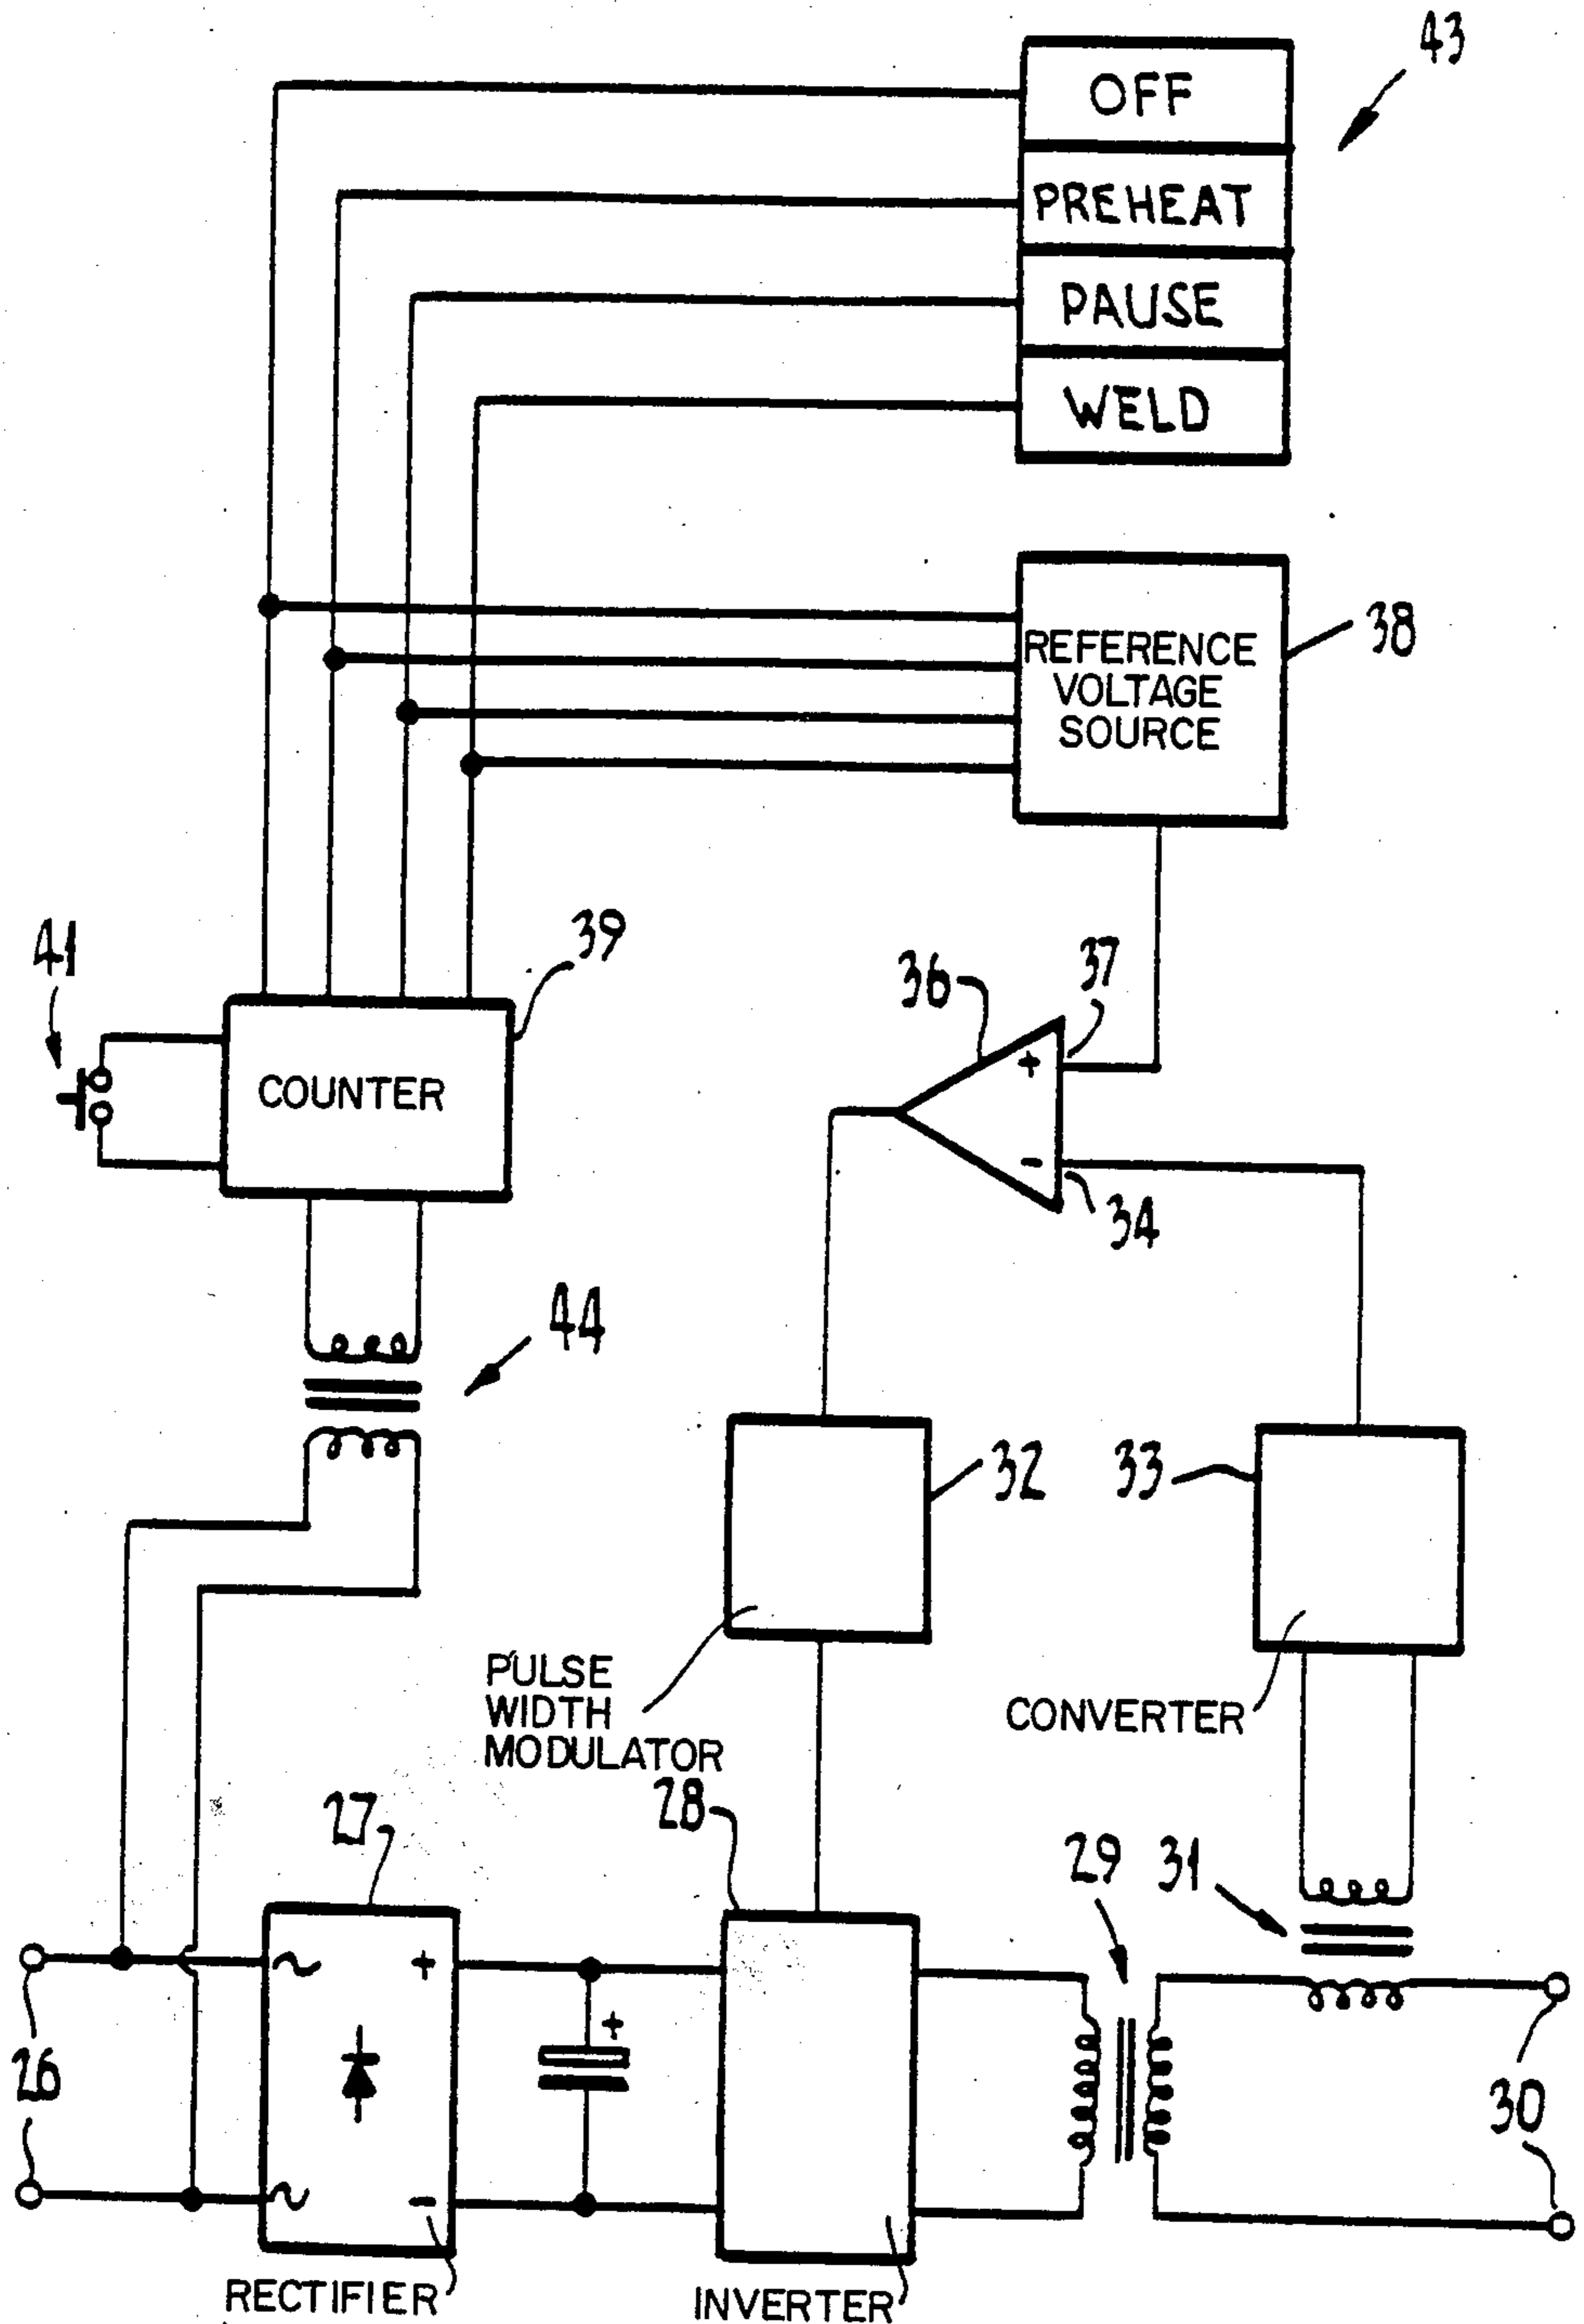 43
OFF
PREHEAT
PAUSE
WELD
REFERENCE
VOLTAGE
SOURCE
38
41
39
COUNTER
36
37
+
−
34
44
32
33
PULSE
WIDTH
MODULATOR
CONVERTER
27
28
29
31
26
~
+
~
−
+
30
RECTIFIER
INVERTER